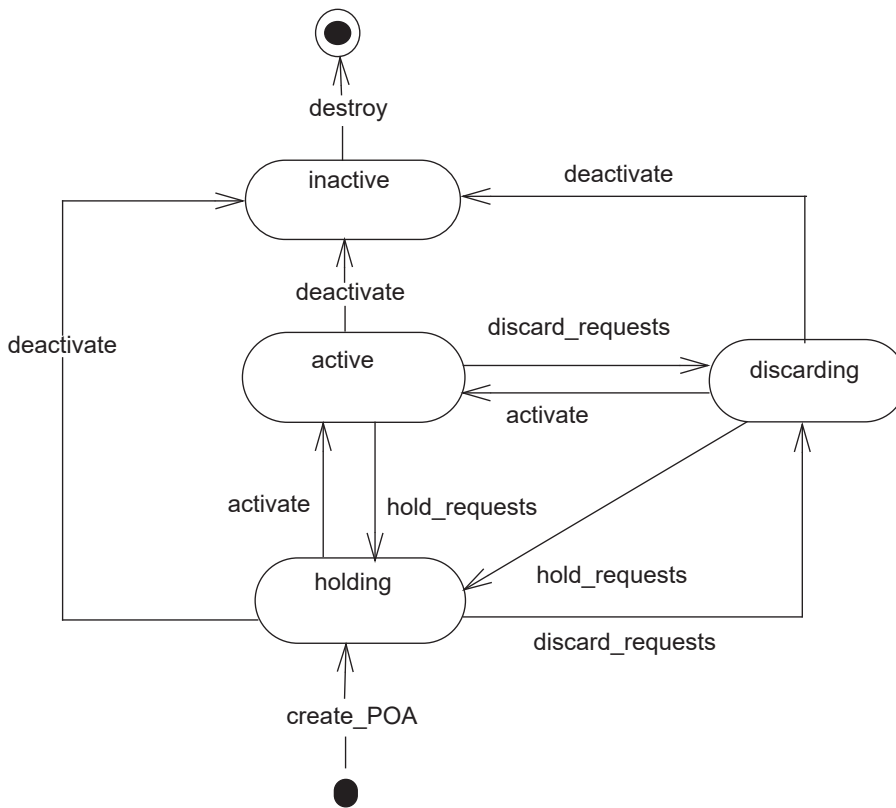 destroy
inactive
deactivate
deactivate
discard_requests
deactivate
active
discarding
activate
activate
hold_requests
holding
hold_requests
discard_requests
create_POA